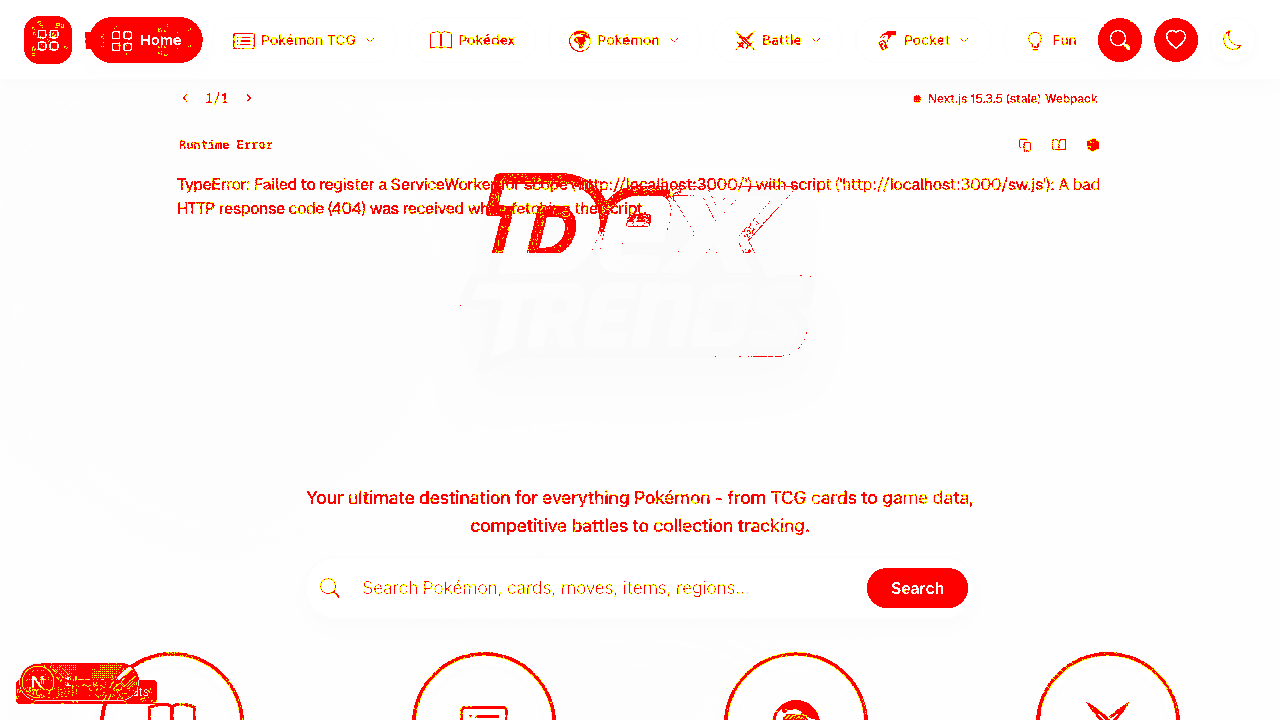 Home
Pokémon TCG
Pokédex
Pokémon
Battle
Pocket
Fun
1/1
Next.js 15.3.5 (stale) Webpack
Runtime Error
TypeError: Failed to register a ServiceWorker for scope ('http://localhost:3000/') with script ('http://localhost:3000/sw.js'): A bad
HTTP response code (404) was received when fetching the script.
TRENDS
Your ultimate destination for everything Pokémon - from TCG cards to game data,
competitive battles to collection tracking.
Search Pokémon, cards, moves, items, regions...
Search
N